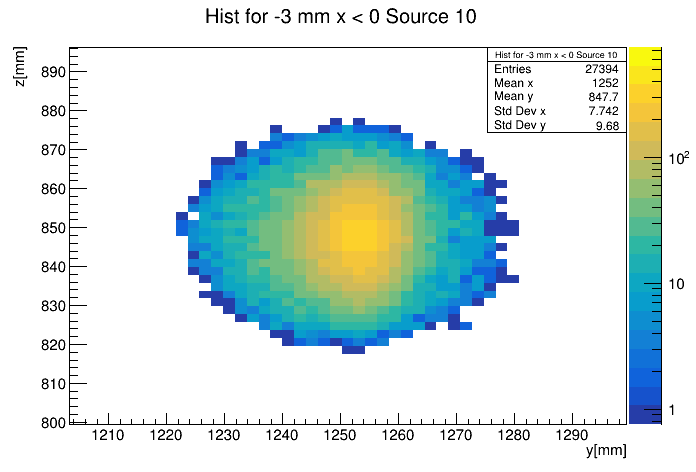 Hist for -3 mm x < 0 Source 10
z[mm]
Hist for -3 mm x < 0 Source 10
Entries 27394
Mean x 1252
Mean y 847.7
Std Dev x 7.742
Std Dev y 9.68
890
880
870
860
850
840
830
820
810
800
10²
10
1
1210 1220 1230 1240 1250 1260 1270 1280 1290
y[mm]